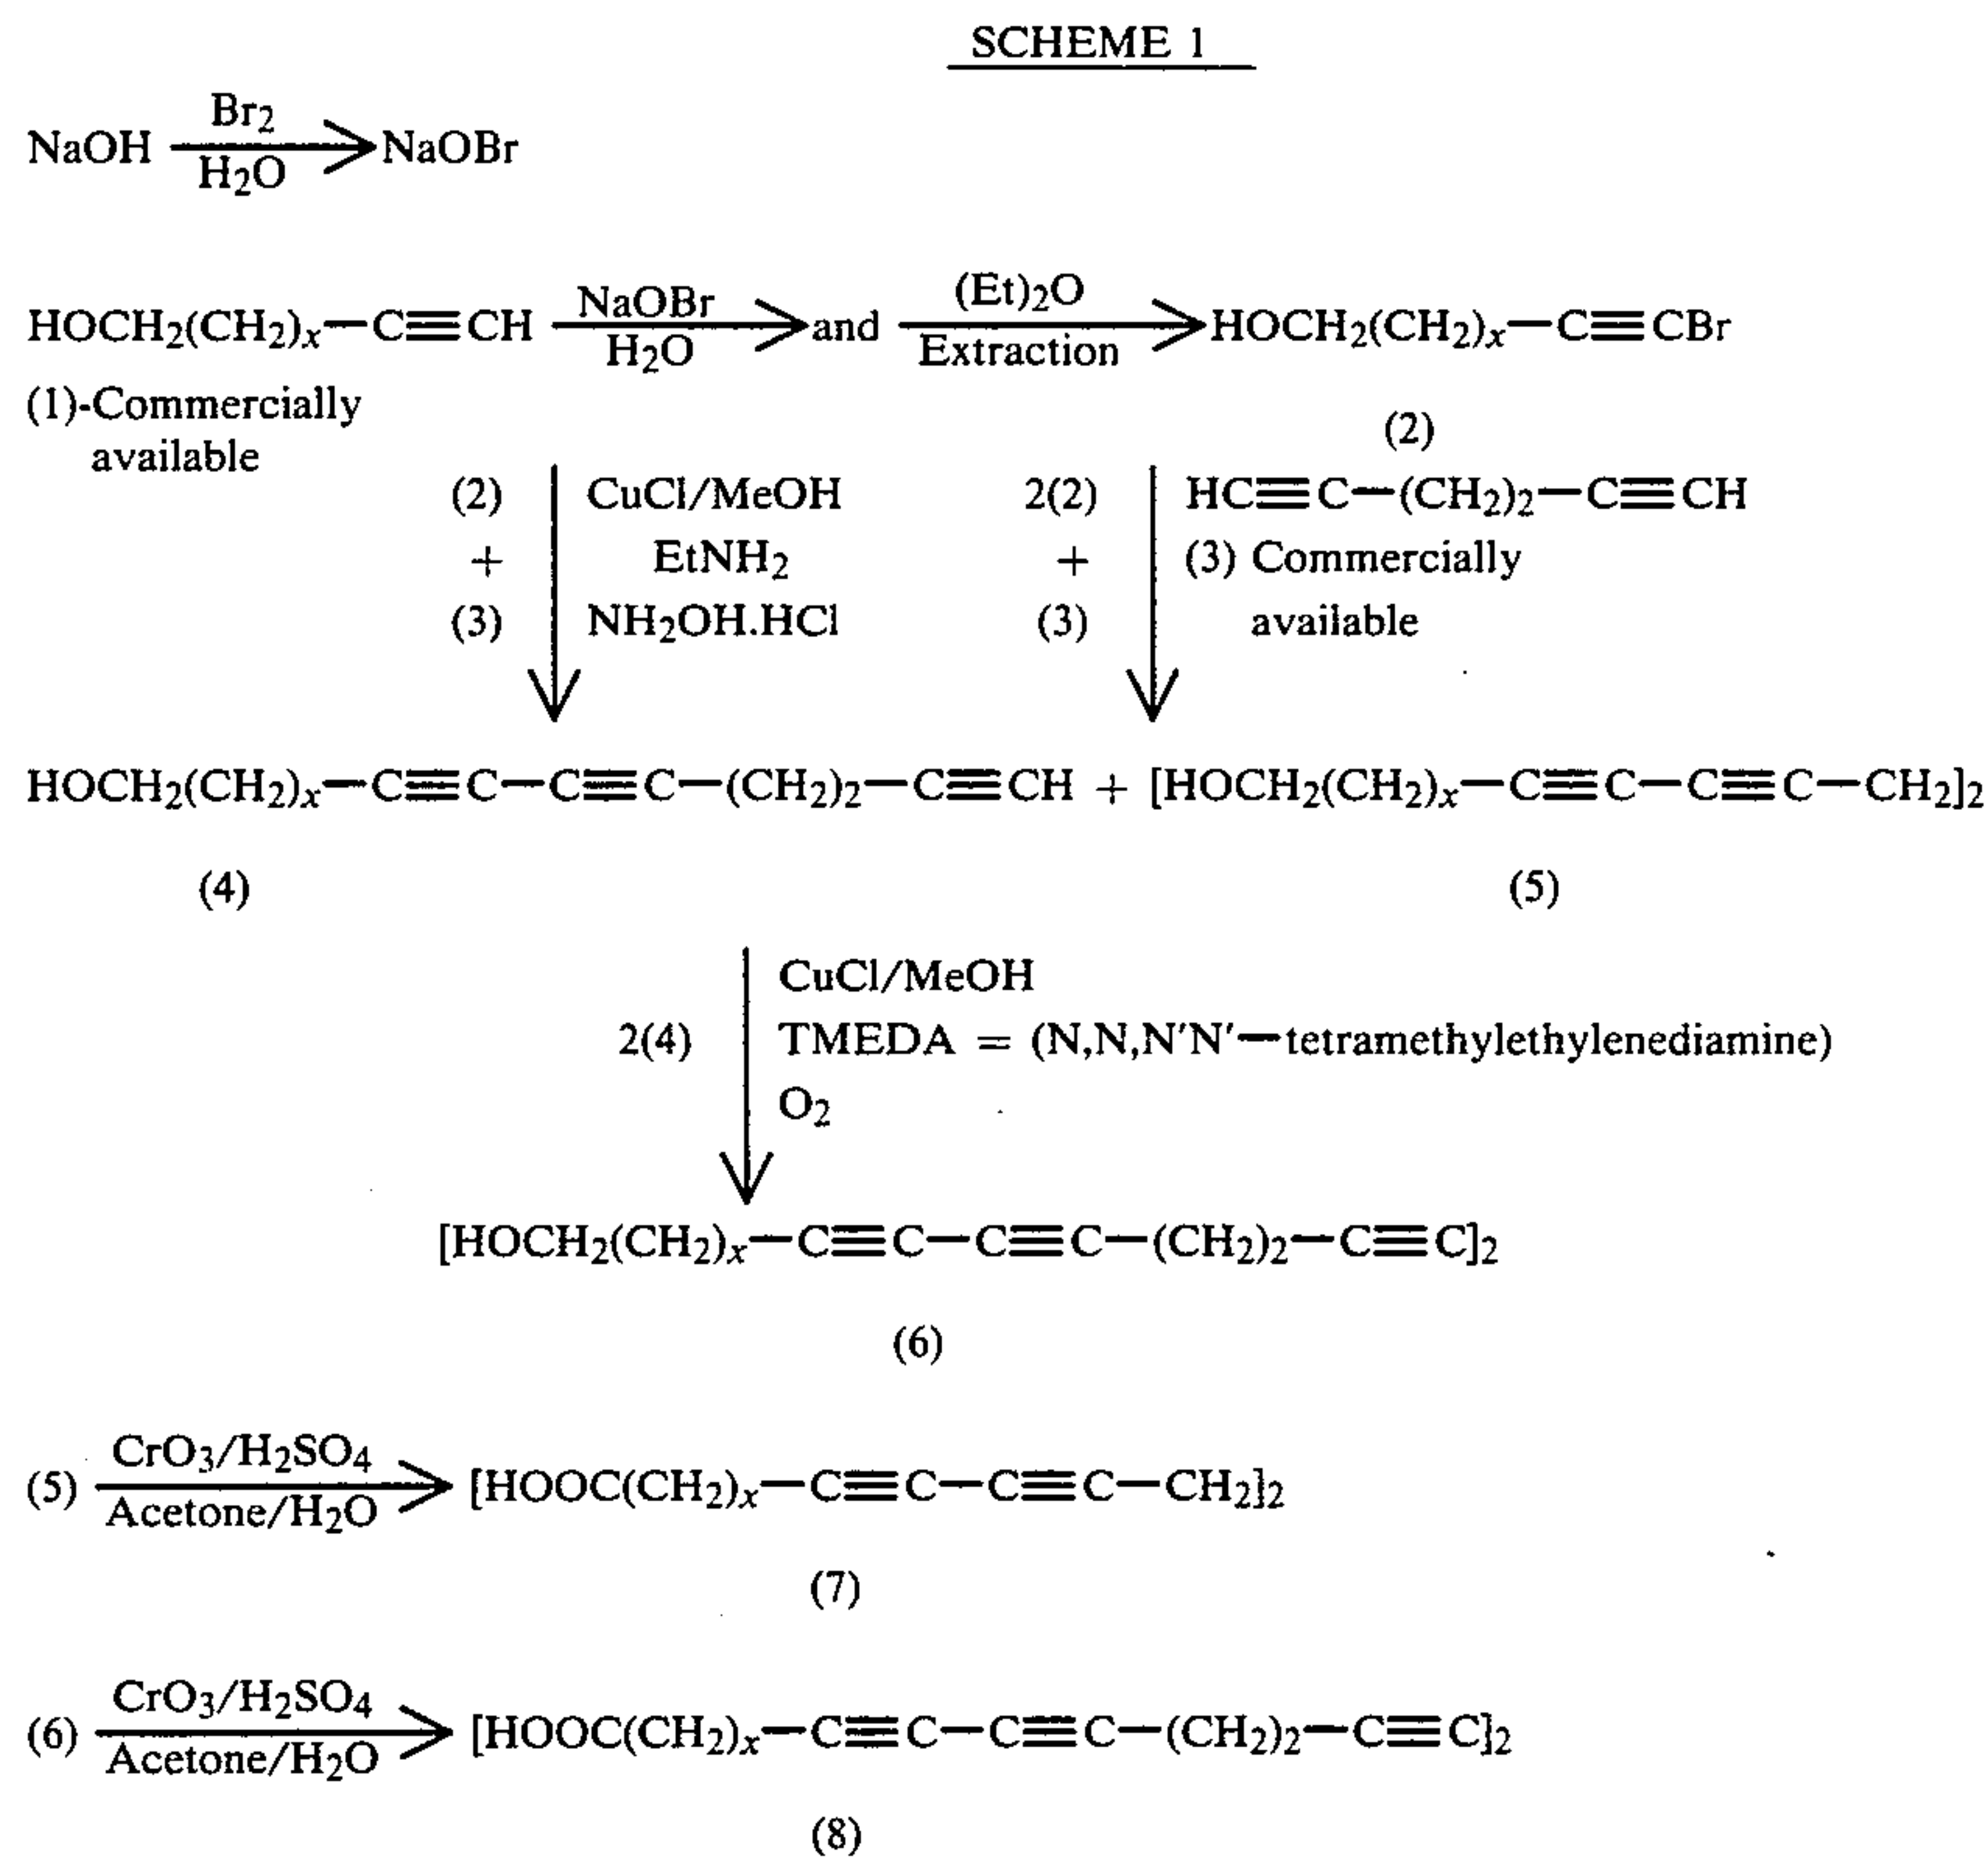 SCHEME 1
NaOH Br2 H2O NaOBr
HOCH2(CH2)x—C≡CH NaOBr H2O and (Et)2O Extraction HOCH2(CH2)x—C≡CBr
(1)-Commercially
available
(2)
(2) CuCl/MeOH 2(2) HC≡C—(CH2)2—C≡CH
+ EtNH2 + (3) Commercially
(3) NH2OH.HCl (3) available
HOCH2(CH2)x—C≡C—C≡C—(CH2)2—C≡CH + [HOCH2(CH2)x—C≡C—C≡C—CH2]2
(4) (5)
CuCl/MeOH
2(4) TMEDA = (N,N,N'N'—tetramethylethylenediamine)
O2
[HOCH2(CH2)x—C≡C—C≡C—(CH2)2—C≡C]2
(6)
(5) CrO3/H2SO4 Acetone/H2O [HOOC(CH2)x—C≡C—C≡C—CH2]2
(7)
(6) CrO3/H2SO4 Acetone/H2O [HOOC(CH2)x—C≡C—C≡C—(CH2)2—C≡C]2
(8)